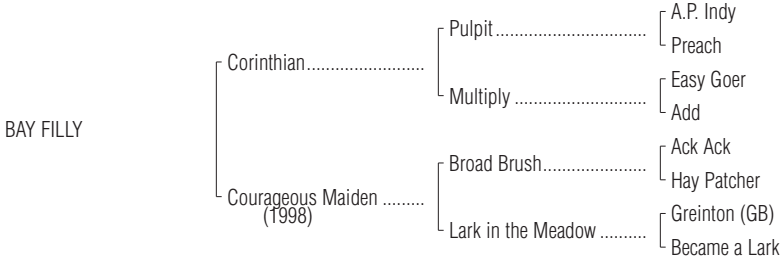 A.P. Indy
Pulpit
Preach
Corinthian
Easy Goer
Multiply
Add
BAY FILLY
Ack Ack
Broad Brush
Hay Patcher
Courageous Maiden
(1998)
Greinton (GB)
Lark in the Meadow
Became a Lark